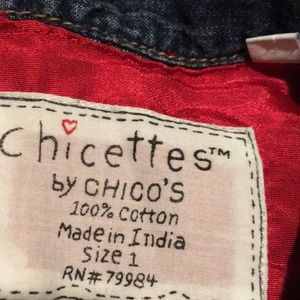 Chicettes™
by CHICO'S
100% Cotton
Made in India
Size 1
RN# 79984